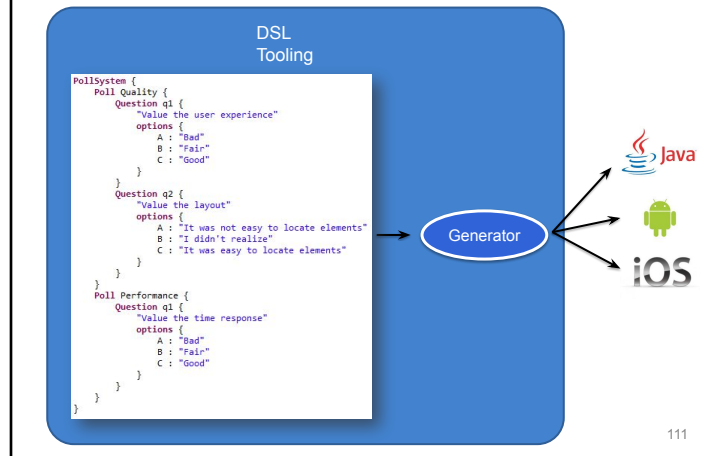 DSL
Tooling
PollSystem {
    Poll Quality {
        Question q1 {
            "Value the user experience"
            options {
                A : "Bad"
                B : "Fair"
                C : "Good"
            }
        }
        Question q2 {
            "Value the layout"
            options {
                A : "It was not easy to locate elements"
                B : "I didn't realize"
                C : "It was easy to locate elements"
            }
        }
    }
    Poll Performance {
        Question q1 {
            "Value the time response"
            options {
                A : "Bad"
                B : "Fair"
                C : "Good"
            }
        }
    }
}
Generator
Java
iOS
111